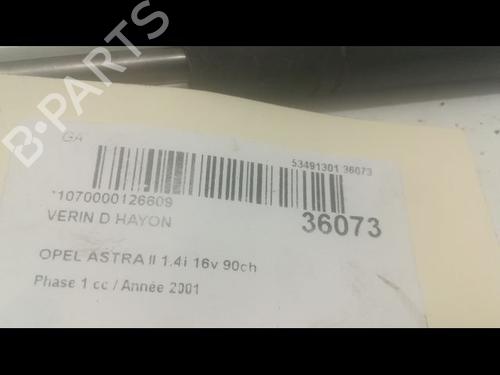 B-PARTS
GA
53491301 36073
*1070000126609
VERIN D HAYON
36073
OPEL ASTRA II 1.4i 16v 90ch
Phase 1 cc / Année 2001